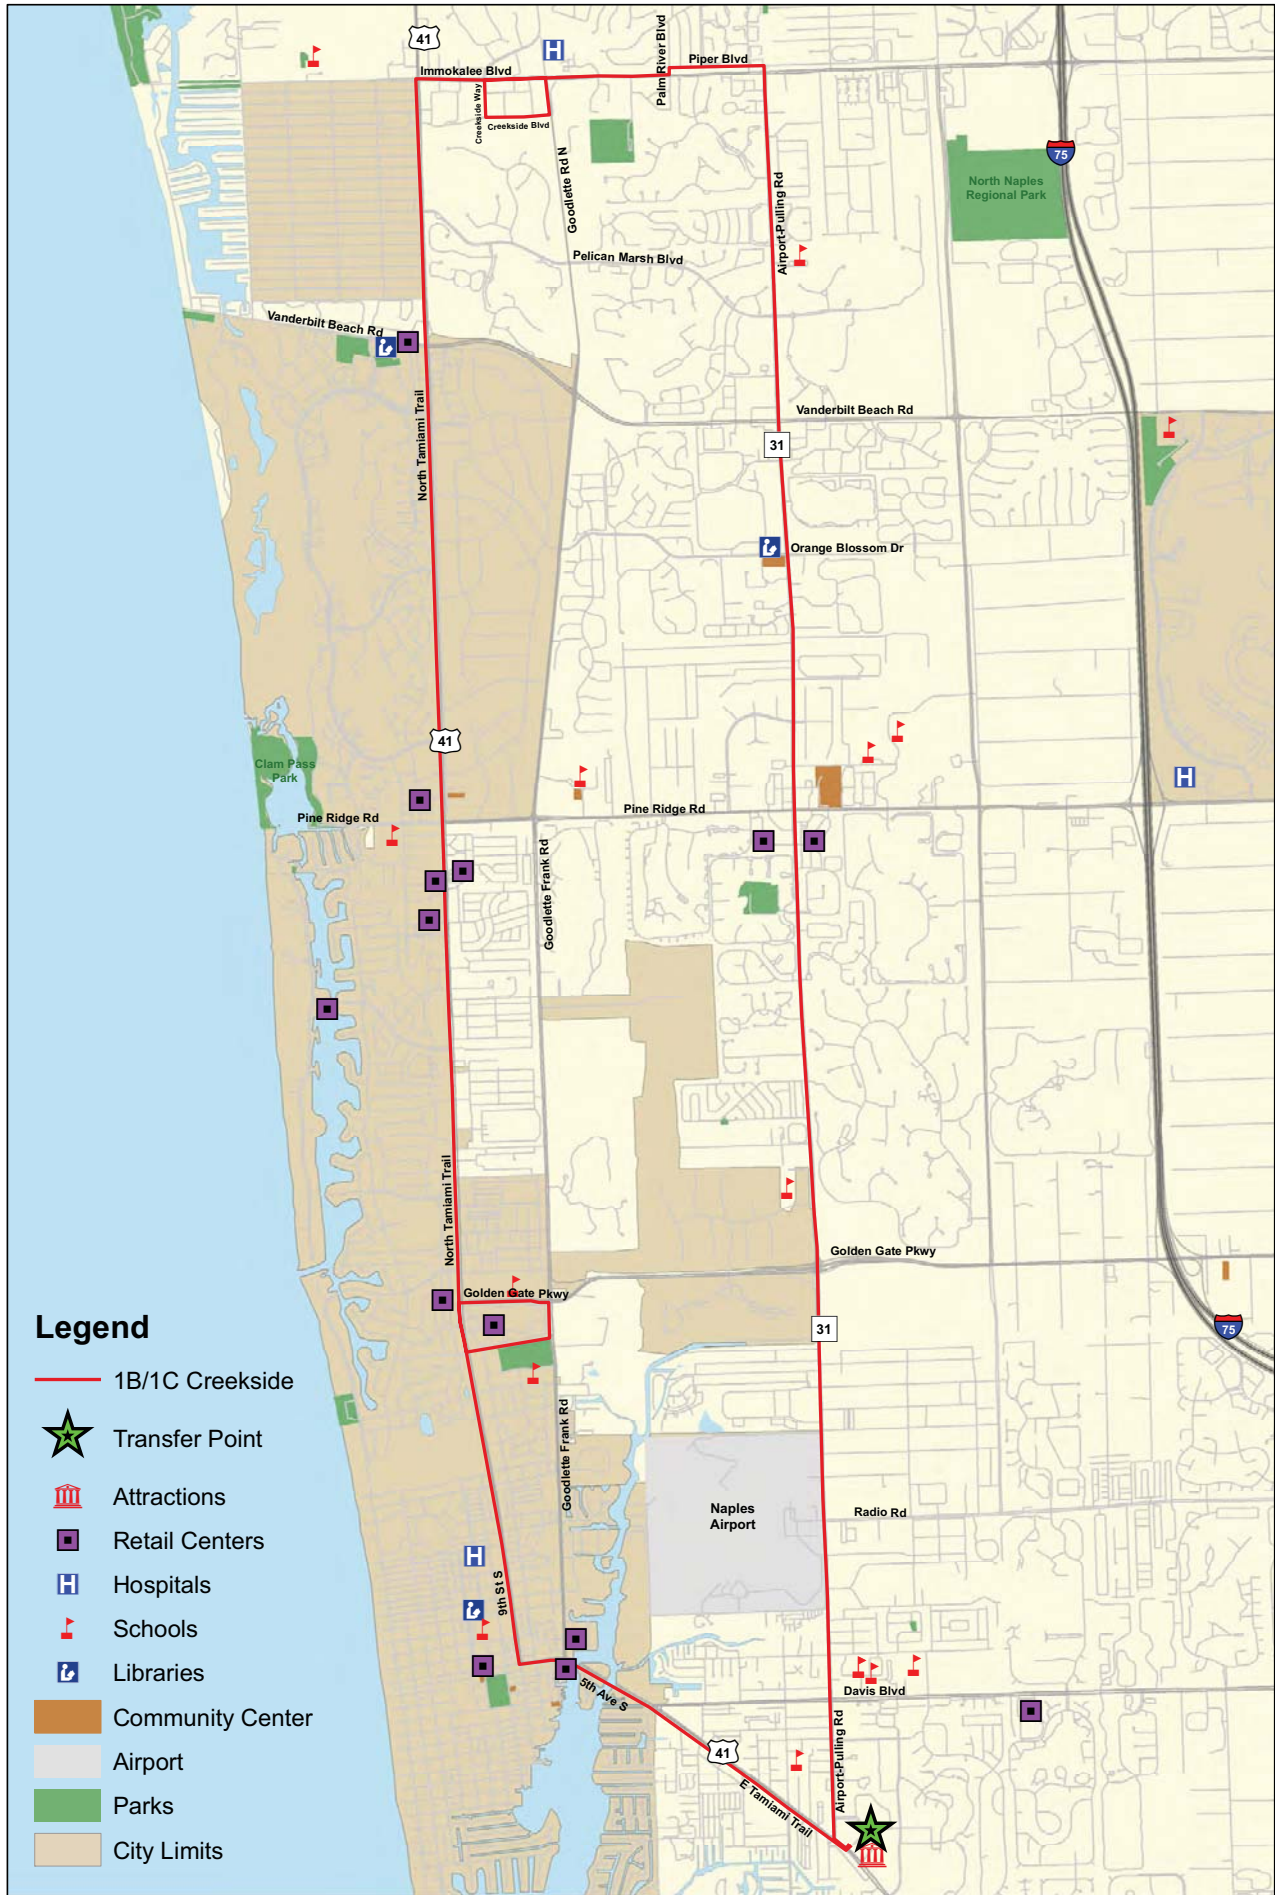 41
H
Palm River Blvd
Piper Blvd
Immokalee Blvd
Creekside Way
Creekside Blvd
Goodlette Rd N
75
North Naples
Regional Park
Airport-Pulling Rd
Pelican Marsh Blvd
Vanderbilt Beach Rd
North Tamiami Trail
Vanderbilt Beach Rd
31
Orange Blossom Dr
41
Clam Pass
Park
H
Pine Ridge Rd
Pine Ridge Rd
Goodlette Frank Rd
North Tamiami Trail
Golden Gate Pkwy
Golden Gate Pkwy
31
75
Goodlette Frank Rd
Naples
Airport
Radio Rd
H
9th St S
5th Ave S
Davis Blvd
41
E Tamiami Trail
Airport-Pulling Rd
Legend
1B/1C Creekside
Transfer Point
Attractions
Retail Centers
H
Hospitals
Schools
Libraries
Community Center
Airport
Parks
City Limits